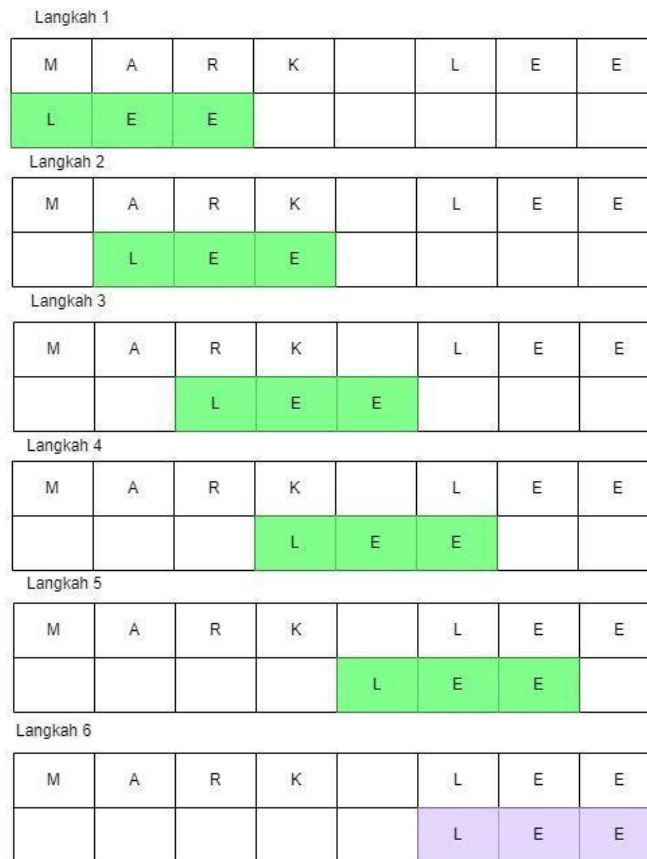 Langkah 1
M A R K L E E
L E E
Langkah 2
M A R K L E E
L E E
Langkah 3
M A R K L E E
L E E
Langkah 4
M A R K L E E
L E E
Langkah 5
M A R K L E E
L E E
Langkah 6
M A R K L E E
L E E